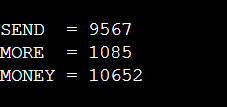 SEND  = 9567
MORE  = 1085
MONEY = 10652